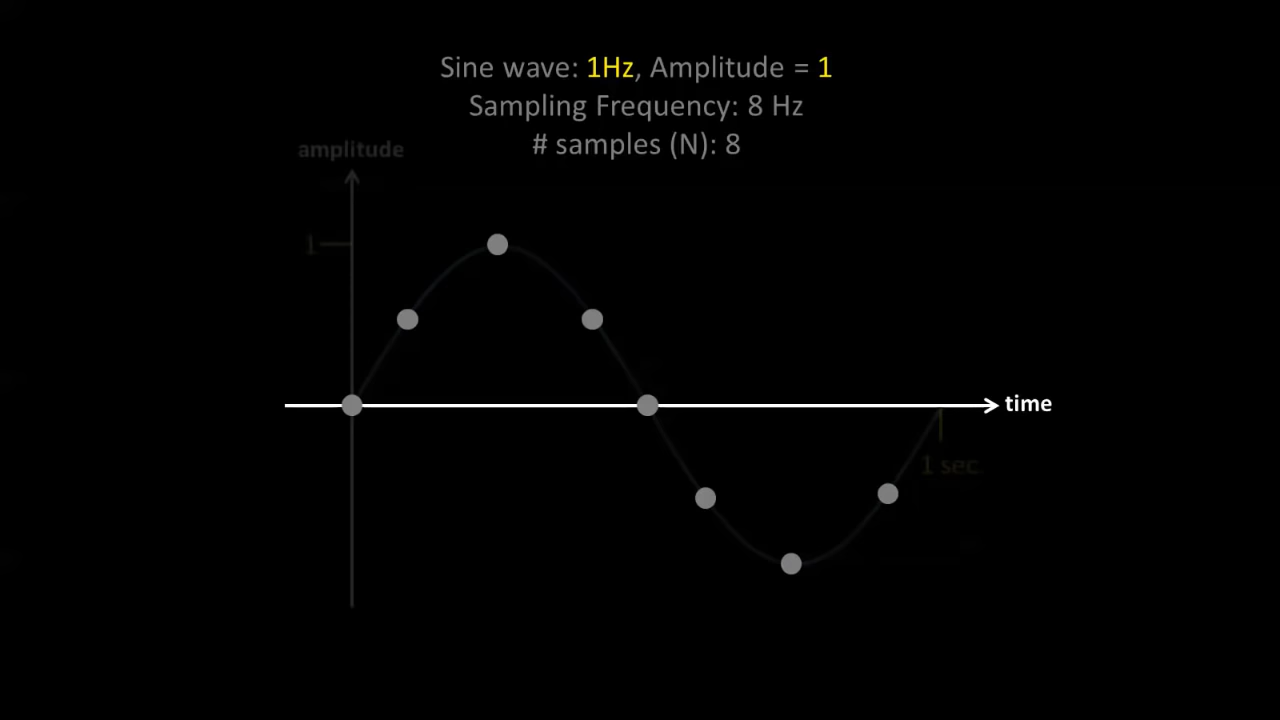 Sine wave: 1Hz, Amplitude = 1
Sampling Frequency: 8 Hz
# samples (N): 8
amplitude
1
time
1 sec